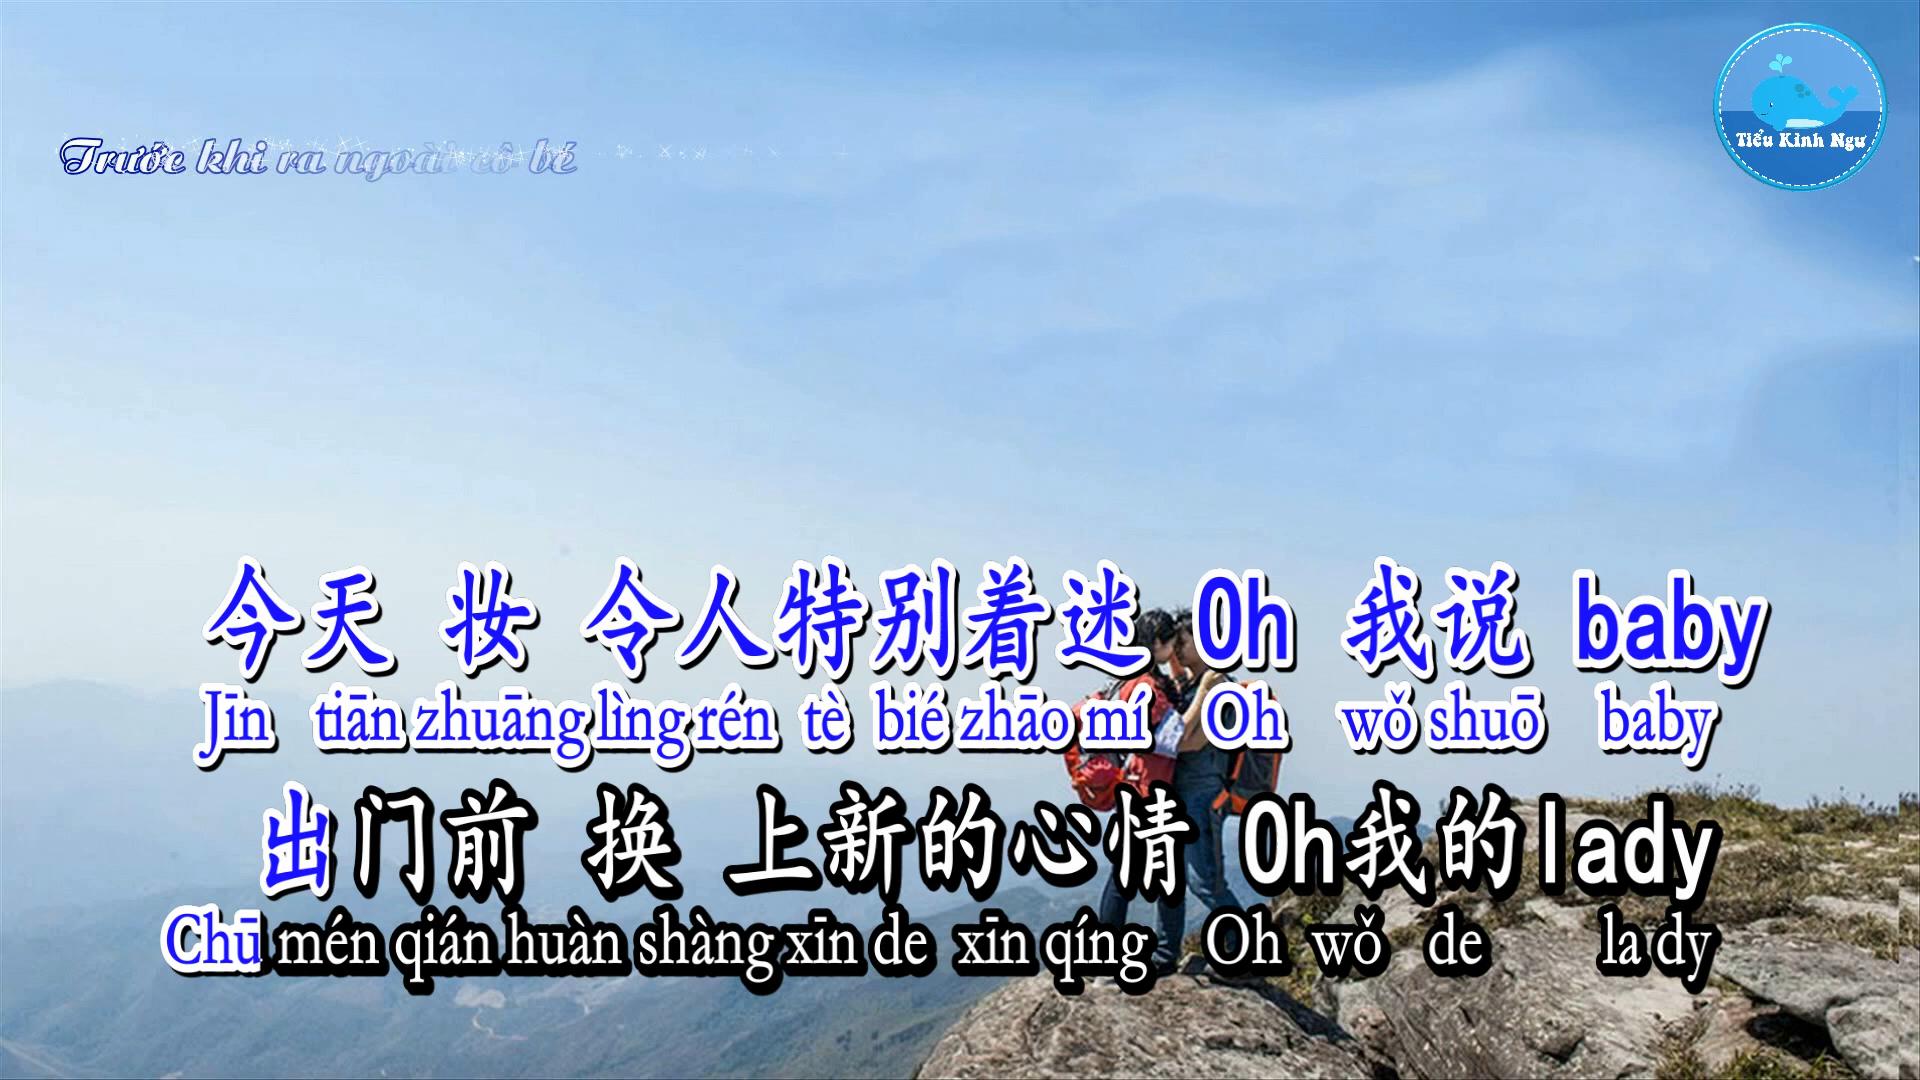 Tiểu Kình Ngư
Trước khi ra ngoài cô bé
今天 妆 令人特别着迷 Oh 我说 baby
Jīn tiān zhuāng lìng rén tè bié zhāo mí Oh wǒ shuō baby
出门前 换 上新的心情 Oh我的lady
Chū mén qián huàn shàng xīn de xīn qíng Oh wǒ de la dy